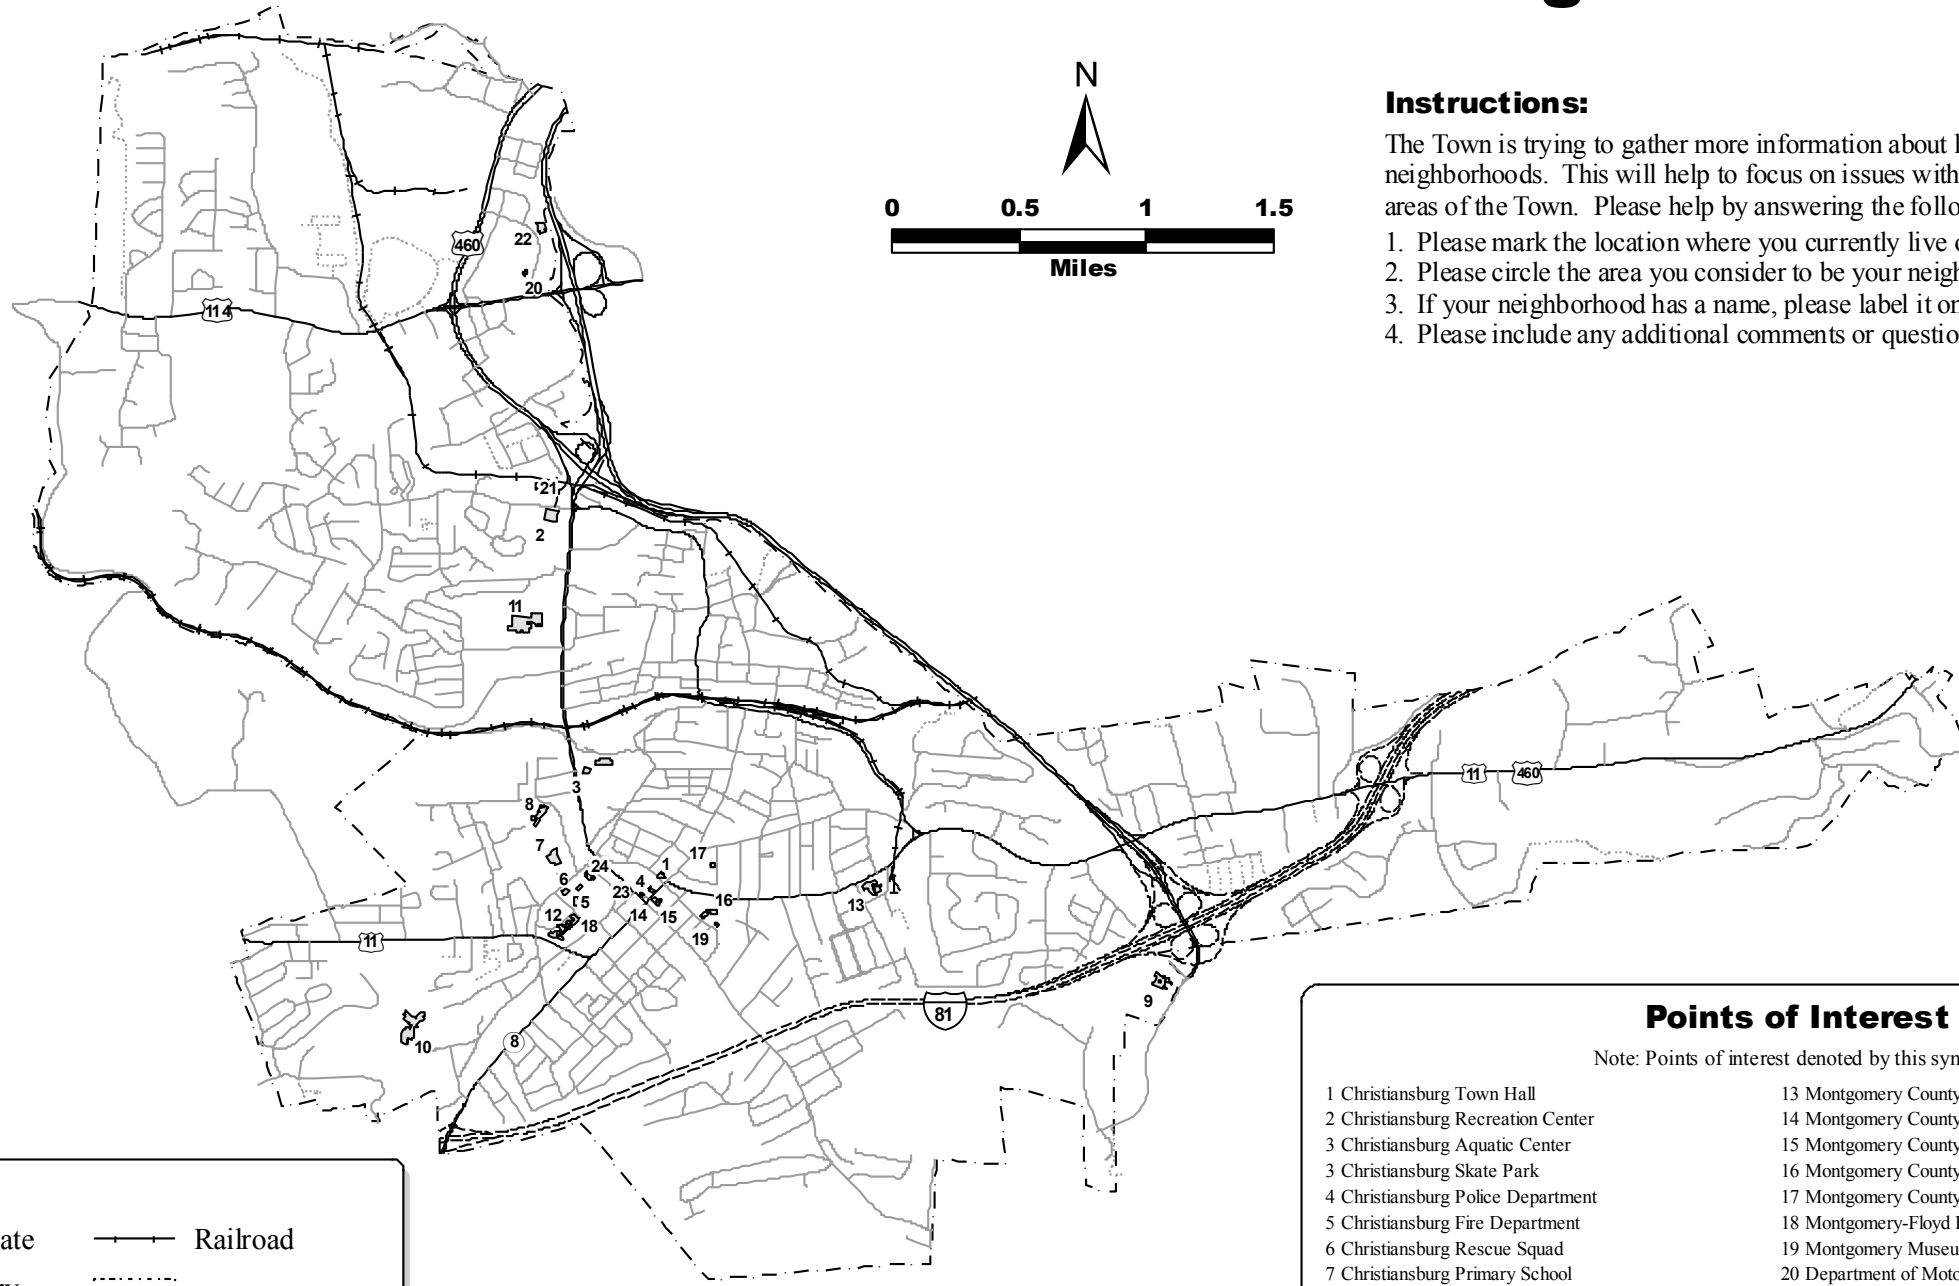 N
0 0.5 1 1.5
Miles
Instructions:
The Town is trying to gather more information about
neighborhoods. This will help to focus on issues with
areas of the Town. Please help by answering the
1. Please mark the location where you currently live
2. Please circle the area you consider to be your
3. If your neighborhood has a name, please label it
4. Please include any additional comments or
460
22
20
114
21
2
11
3
8
7
24
1
17
6
4
23
5
16
12
14
15
13
18
19
11
11
460
9
81
10
8
Points of Interest
Note: Points of interest denoted by this
1 Christiansburg Town Hall
2 Christiansburg Recreation Center
3 Christiansburg Aquatic Center
3 Christiansburg Skate Park
4 Christiansburg Police Department
5 Christiansburg Fire Department
6 Christiansburg Rescue Squad
7 Christiansburg Primary School
13 Montgomery County
14 Montgomery County
15 Montgomery County
16 Montgomery County
17 Montgomery County
18 Montgomery-Floyd
19 Montgomery
20 Department of
Railroad